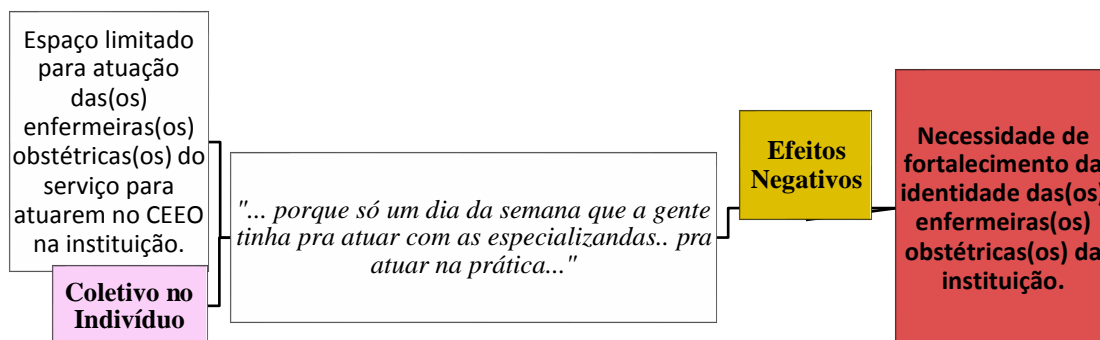 Espaço limitado
para atuação
das(os)
enfermeiras(os)
obstétricas(os) do
serviço para
atuarem no CEEO
na instituição.
Coletivo no
Indivíduo
"... porque só um dia da semana que a gente
tinha pra atuar com as especializandas.. pra
atuar na prática..."
Efeitos
Negativos
Necessidade de
fortalecimento da
identidade das(os)
enfermeiras(os)
obstétricas(os) da
instituição.